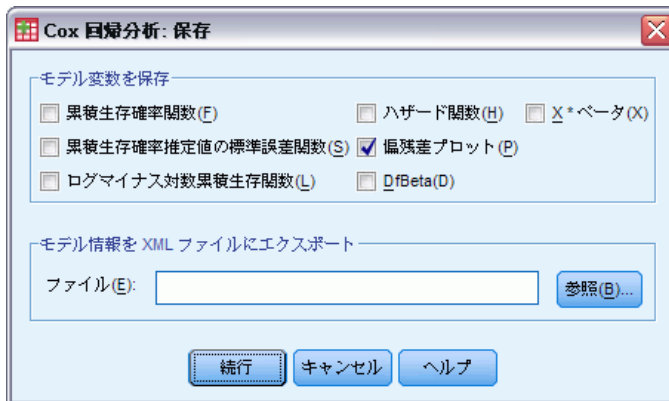 Cox 回帰分析: 保存
モデル変数を保存
累積生存確率関数(F)
ハザード関数(H)
X * ベータ(X)
累積生存確率推定値の標準誤差関数(S)
偏残差プロット(P)
ログマイナス対数累積生存関数(L)
DfBeta(D)
モデル情報を XML ファイルにエクスポート
ファイル(E):
参照(B)...
続行
キャンセル
ヘルプ